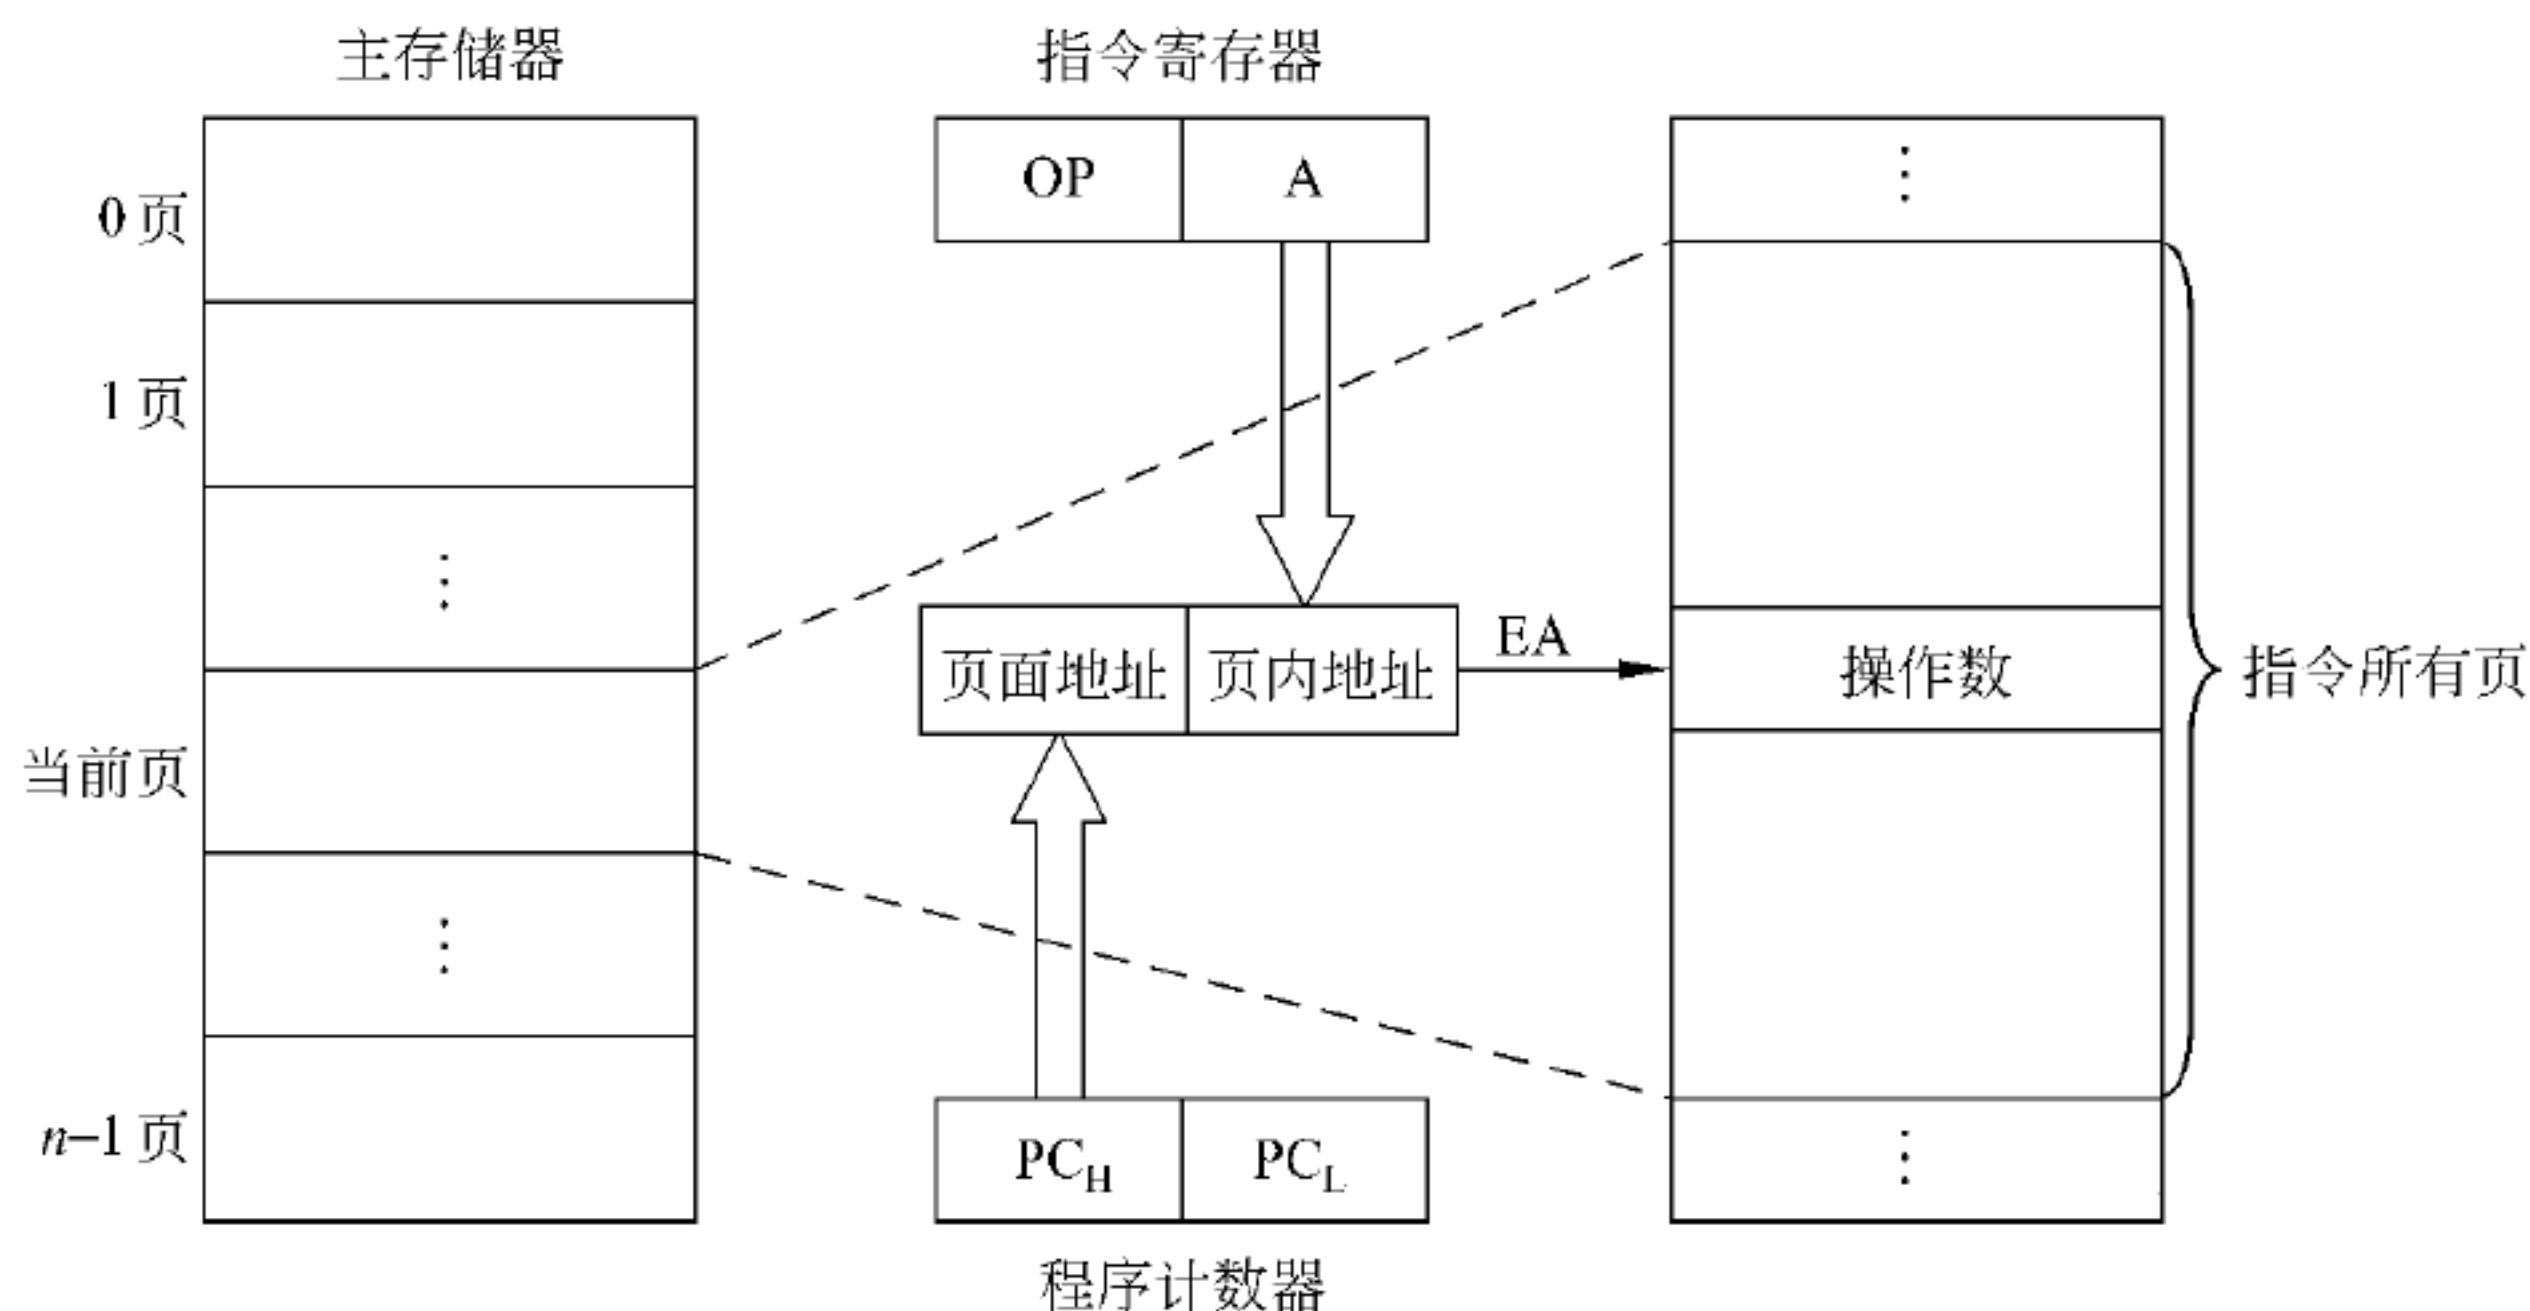 主存储器
0页
1页
⋮
当前页
⋮
n–1页
指令寄存器
OP A
页面地址 页内地址
EA
PCH PCL
程序计数器
⋮
操作数
⋮
指令所有页